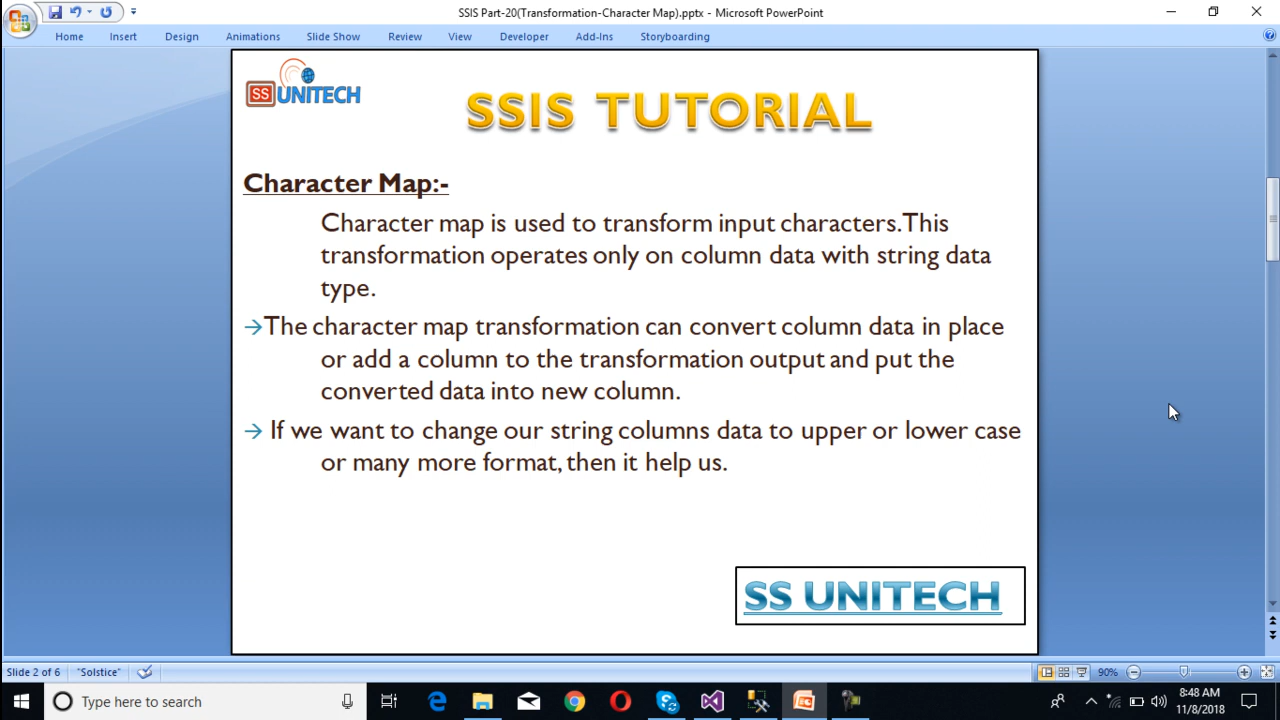 SSIS Part-20(Transformation-Character Map).pptx - Microsoft PowerPoint
Home Insert Design Animations Slide Show Review View Developer Add-Ins Storyboarding
SS UNITECH
SSIS TUTORIAL
Character Map:-
Character map is used to transform input characters.This
transformation operates only on column data with string data
type.
→The character map transformation can convert column data in place
or add a column to the transformation output and put the
converted data into new column.
→ If we want to change our string columns data to upper or lower case
or many more format, then it help us.
SS UNITECH
Slide 2 of 6 "Solstice" 90%
Type here to search
8:48 AM
11/8/2018